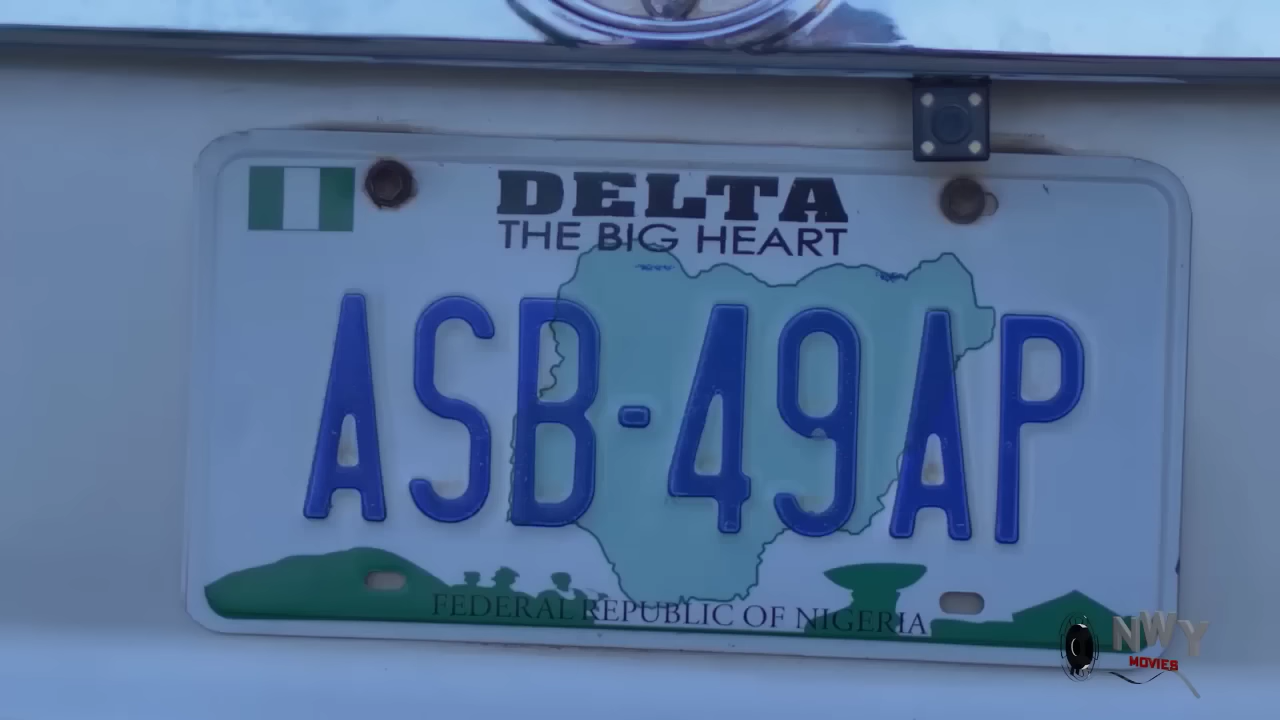 DELTA
THE BIG HEART
ASB-49AP
FEDERAL REPUBLIC OF NIGERIA
NWY
MOVIES